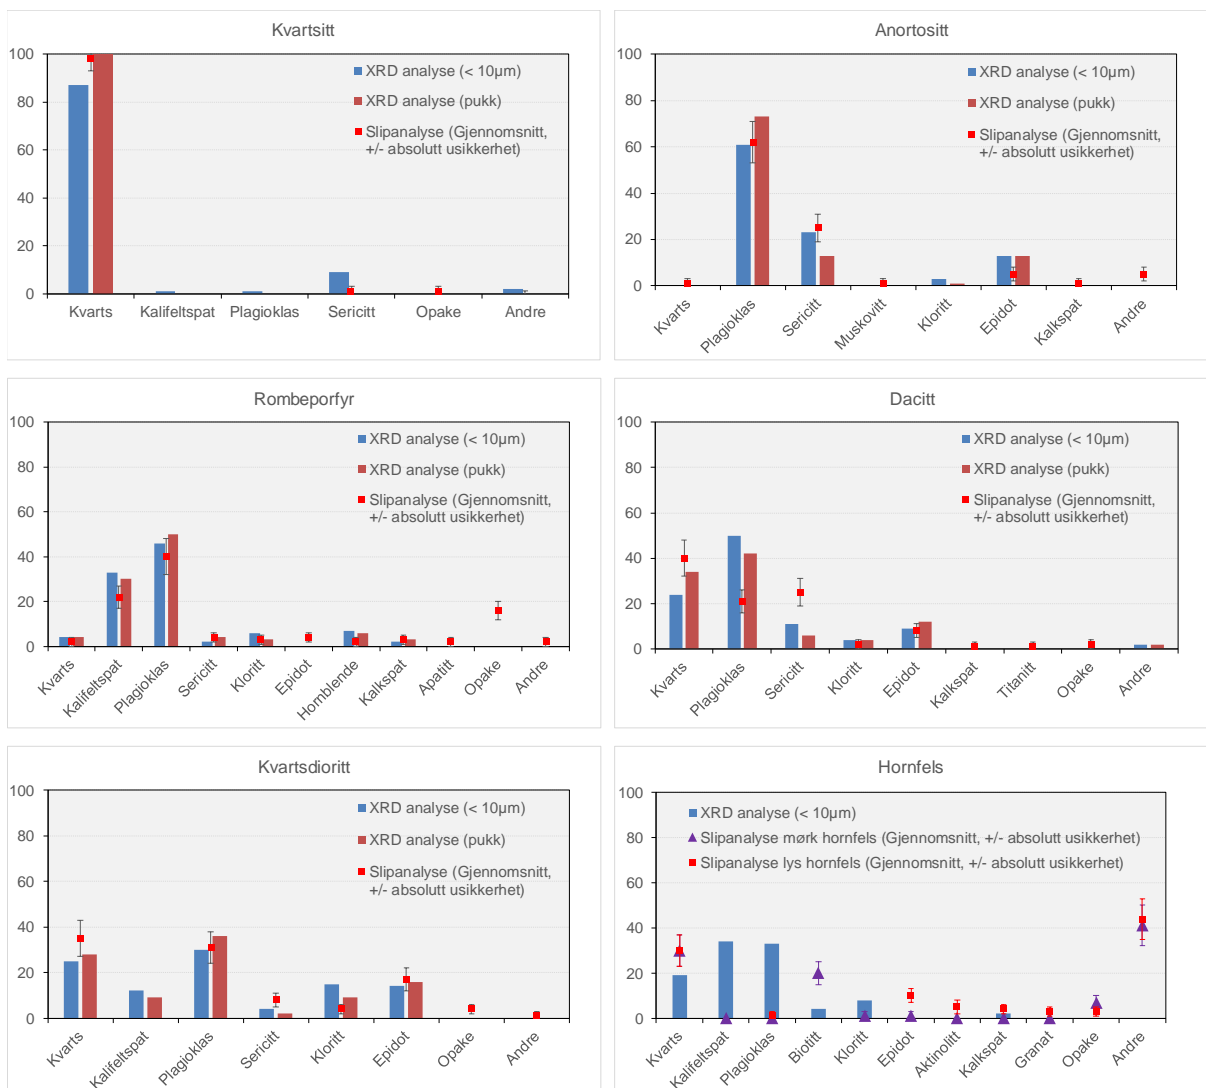 Kvartsitt
100
80
60
40
20
0
XRD analyse (< 10µm)
XRD analyse (pukk)
Slipanalyse (Gjennomsnitt,
+/- absolutt usikkerhet)
Kvarts
Kalifeltspat
Plagioklas
Sericitt
Opake
Andre
Anortositt
100
80
60
40
20
0
XRD analyse (< 10µm)
XRD analyse (pukk)
Slipanalyse (Gjennomsnitt,
+/- absolutt usikkerhet)
Kvarts
Plagioklas
Sericitt
Muskovitt
Kloritt
Epidot
Kalkspat
Andre
Rombeporfyr
100
80
60
40
20
0
XRD analyse (< 10µm)
XRD analyse (pukk)
Slipanalyse (Gjennomsnitt,
+/- absolutt usikkerhet)
Kvarts
Kalifeltspat
Plagioklas
Sericitt
Kloritt
Epidot
Hornblende
Kalkspat
Apatitt
Opake
Andre
Dacitt
100
80
60
40
20
0
XRD analyse (< 10µm)
XRD analyse (pukk)
Slipanalyse (Gjennomsnitt,
+/- absolutt usikkerhet)
Kvarts
Plagioklas
Sericitt
Kloritt
Epidot
Kalkspat
Titanitt
Opake
Andre
Kvartsdioritt
100
80
60
40
20
0
XRD analyse (< 10µm)
XRD analyse (pukk)
Slipanalyse (Gjennomsnitt,
+/- absolutt usikkerhet)
Kvarts
Kalifeltspat
Plagioklas
Sericitt
Kloritt
Epidot
Opake
Andre
Hornfels
100
80
60
40
20
0
XRD analyse (< 10µm)
Slipanalyse mørk hornfels (Gjennomsnitt, +/- absolutt usikkerhet)
Slipanalyse lys hornfels (Gjennomsnitt, +/- absolutt usikkerhet)
Kvarts
Kalifeltspat
Plagioklas
Biotitt
Kloritt
Epidot
Aktinolitt
Kalkspat
Granat
Opake
Andre